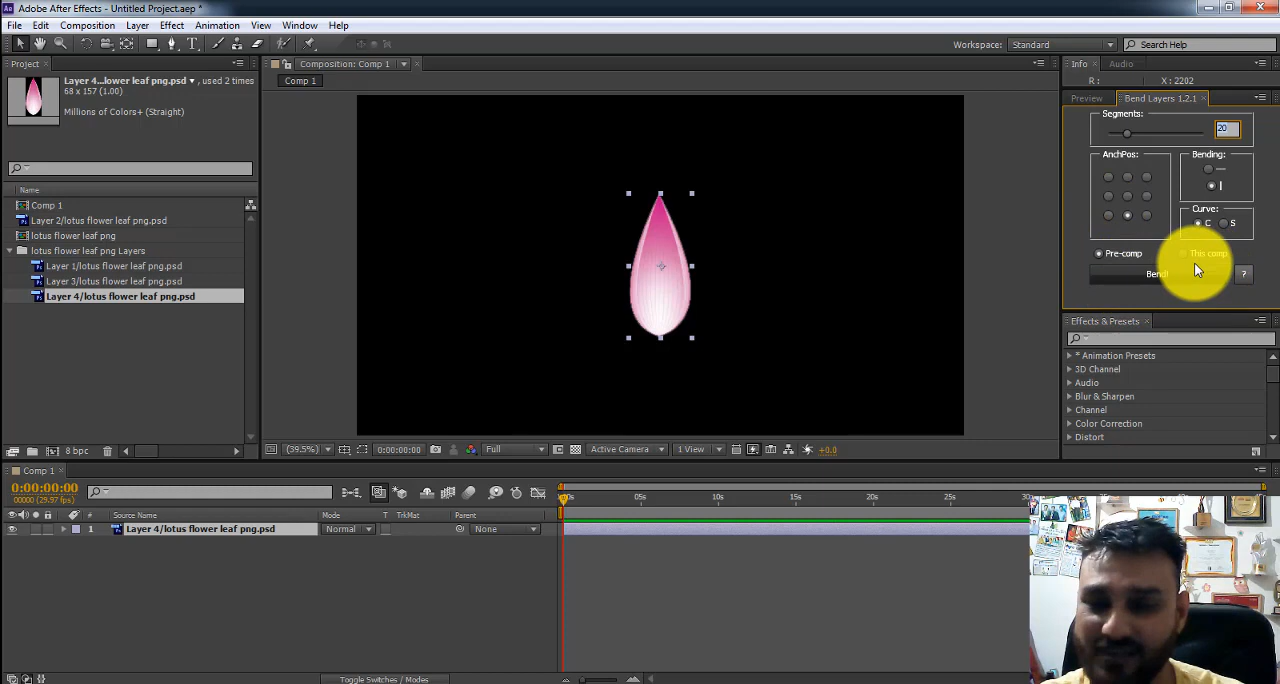 Adobe After Effects - Untitled Project.aep *
File Edit Composition Layer Effect Animation View Window Help
Workspace: Standard Search Help
Project
Composition: Comp 1
Info Audio
Layer 4...lower leaf png.psd , used 2 times
68 x 157 (1.00)
Millions of Colors+ (Straight)
Comp 1
R : X : 2202
Preview Bend Layers 1.2.1
Segments:
20
AnchPos: Bending:
Curve:
C S
Pre-comp This comp
Bend! ?
Name
Comp 1
Layer 2/lotus flower leaf png.psd
lotus flower leaf png
lotus flower leaf png Layers
Layer 1/lotus flower leaf png.psd
Layer 3/lotus flower leaf png.psd
Layer 4/lotus flower leaf png.psd
Effects & Presets
* Animation Presets
3D Channel
Audio
Blur & Sharpen
Channel
Color Correction
Distort
8 bpc
(39.5%) 0:00:00:00 Full Active Camera 1 View +0.0
Comp 1
0:00:00:00
00000 (29.97 fps)
05s 10s 15s 20s 25s 30s
# Source Name Mode T TrkMat Parent
1 Layer 4/lotus flower leaf png.psd Normal None
Toggle Switches / Modes